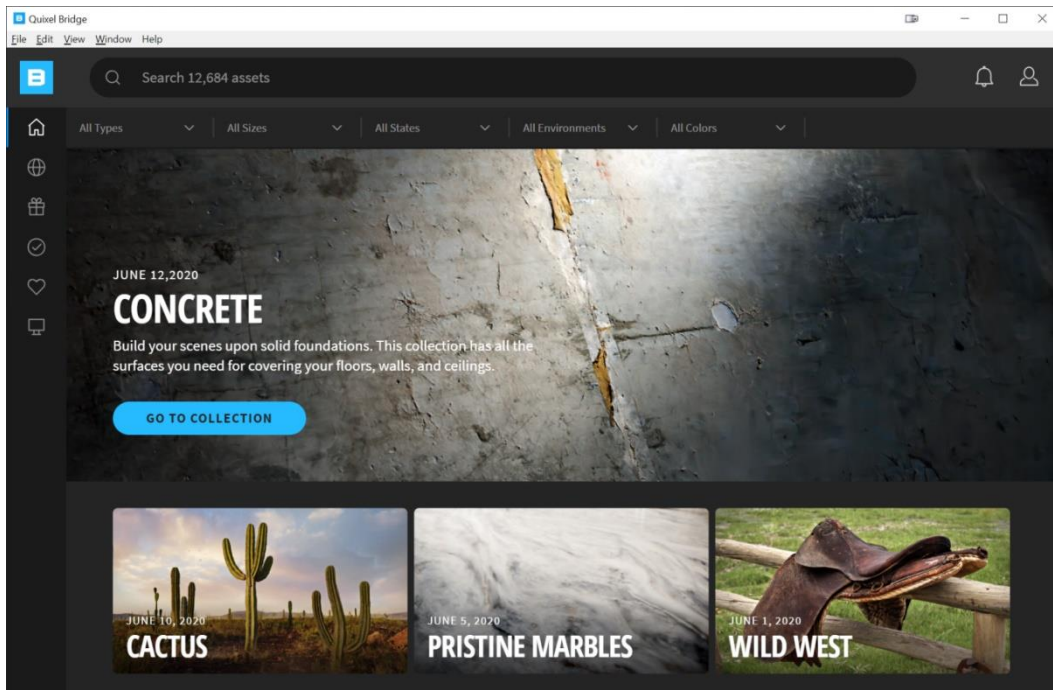 Quixel Bridge
File Edit View Window Help
B
Search 12,684 assets
All Types All Sizes All States All Environments All Colors
JUNE 12,2020
CONCRETE
Build your scenes upon solid foundations. This collection has all the
surfaces you need for covering your floors, walls, and ceilings.
GO TO COLLECTION
JUNE 10, 2020
CACTUS
JUNE 5, 2020
PRISTINE MARBLES
JUNE 1, 2020
WILD WEST